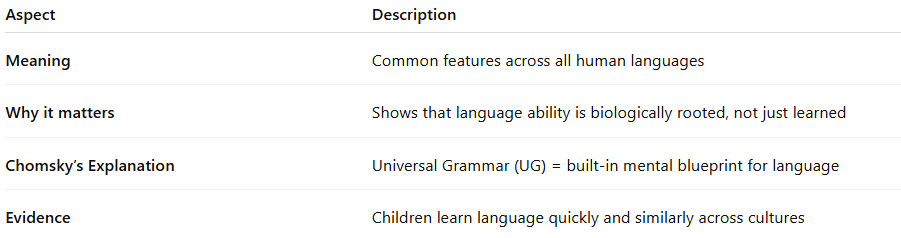 Aspect Description
Meaning Common features across all human languages
Why it matters Shows that language ability is biologically rooted, not just learned
Chomsky’s Explanation Universal Grammar (UG) = built-in mental blueprint for language
Evidence Children learn language quickly and similarly across cultures